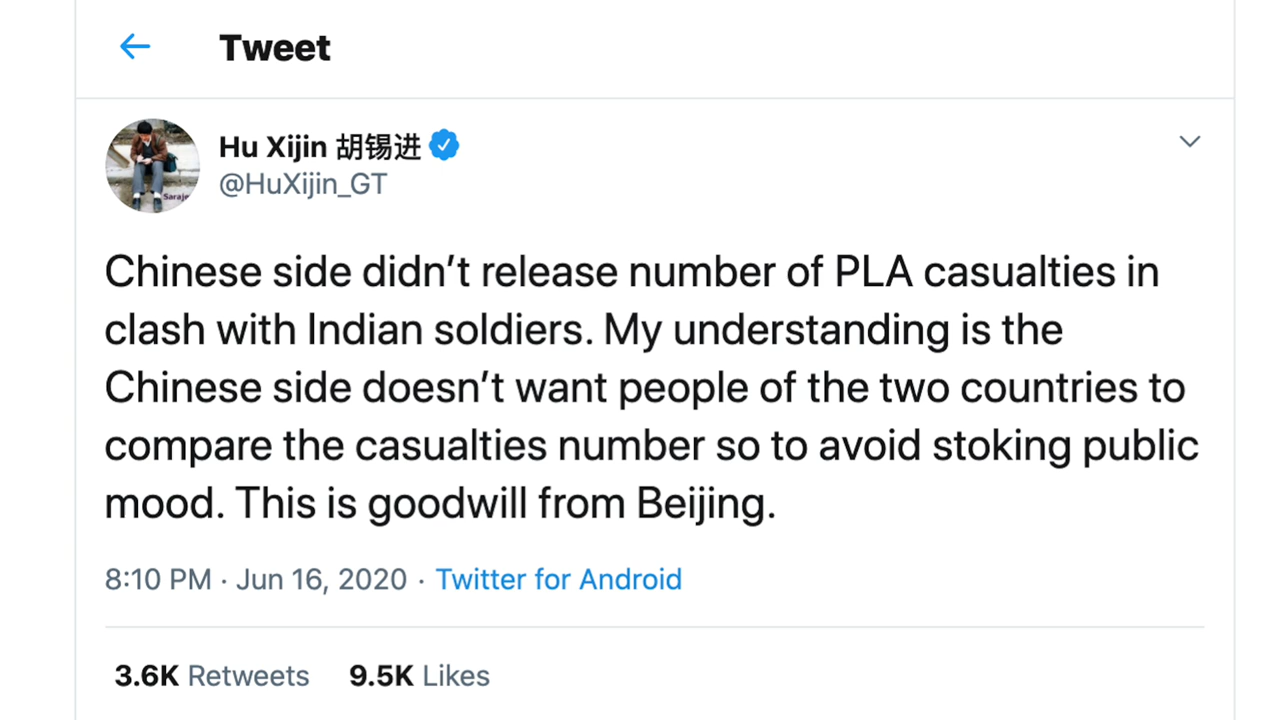 Tweet
Hu Xijin 胡锡进
@HuXijin_GT
Saraje
Chinese side didn’t release number of PLA casualties in
clash with Indian soldiers. My understanding is the
Chinese side doesn’t want people of the two countries to
compare the casualties number so to avoid stoking public
mood. This is goodwill from Beijing.
8:10 PM · Jun 16, 2020 · Twitter for Android
3.6K Retweets 9.5K Likes